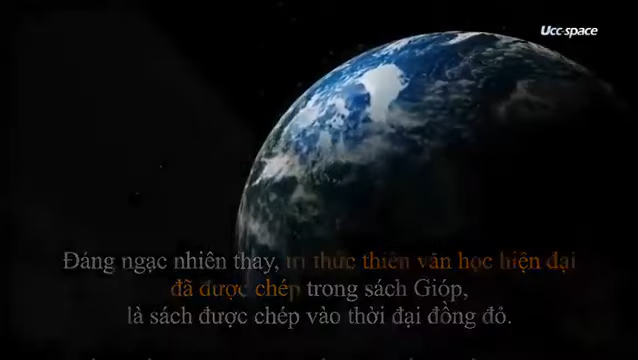 Ucc-space
Đáng ngạc nhiên thay, tri thức thiên văn học hiện đại
đã được chép trong sách Gióp,
là sách được chép vào thời đại đồng đỏ.